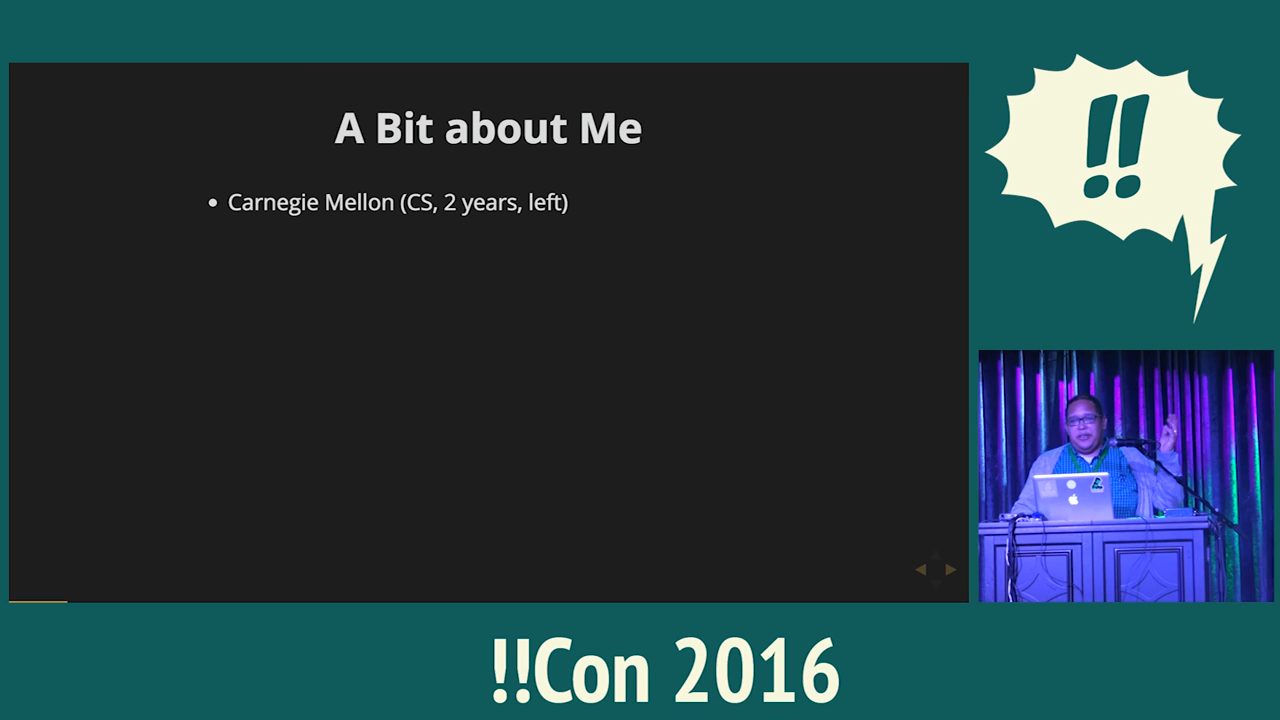 A Bit about Me
• Carnegie Mellon (CS, 2 years, left)
!!
!!Con 2016